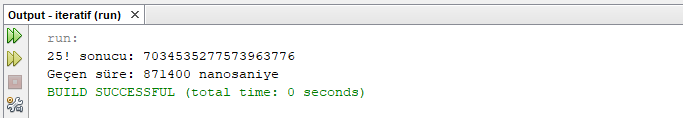 Output - iteratif (run) ×
run:
25! sonucu: 7034535277573963776
Geçen süre: 871400 nanosaniye
BUILD SUCCESSFUL (total time: 0 seconds)